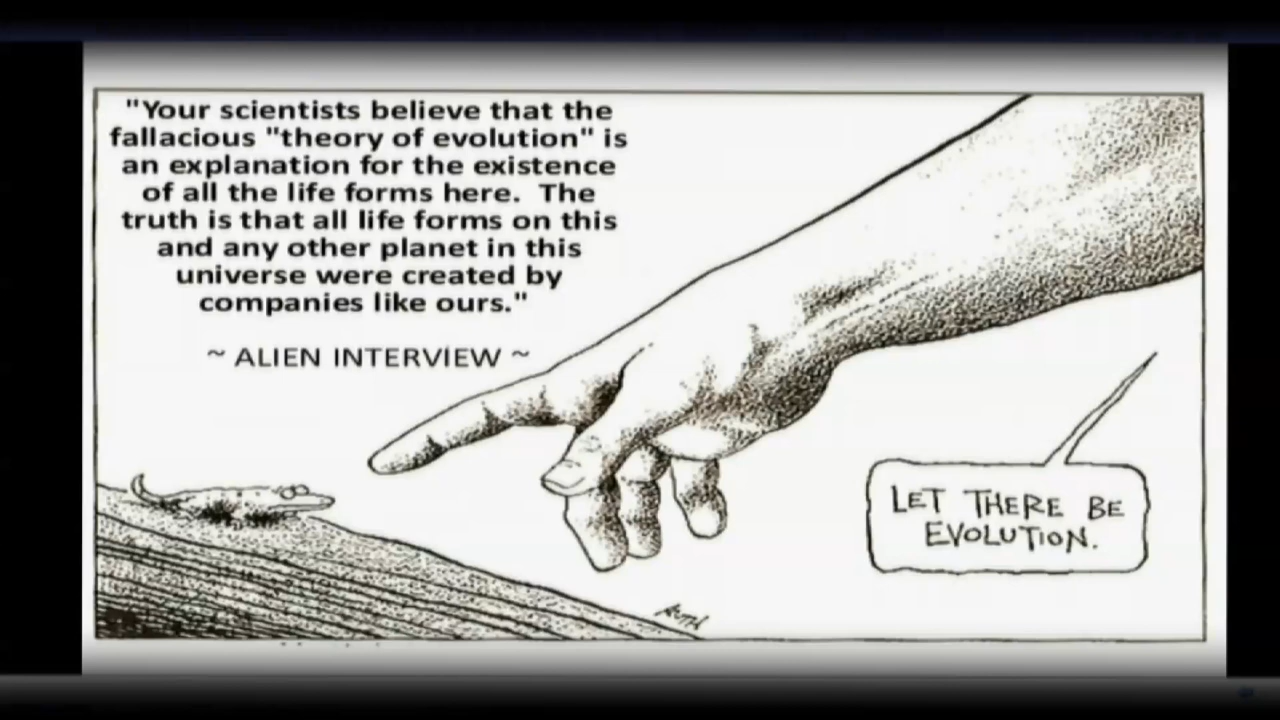 "Your scientists believe that the
fallacious "theory of evolution" is
an explanation for the existence
of all the life forms here. The
truth is that all life forms on this
and any other planet in this
universe were created by
companies like ours."
~ ALIEN INTERVIEW ~
LET THERE BE
EVOLUTION.
AUTH